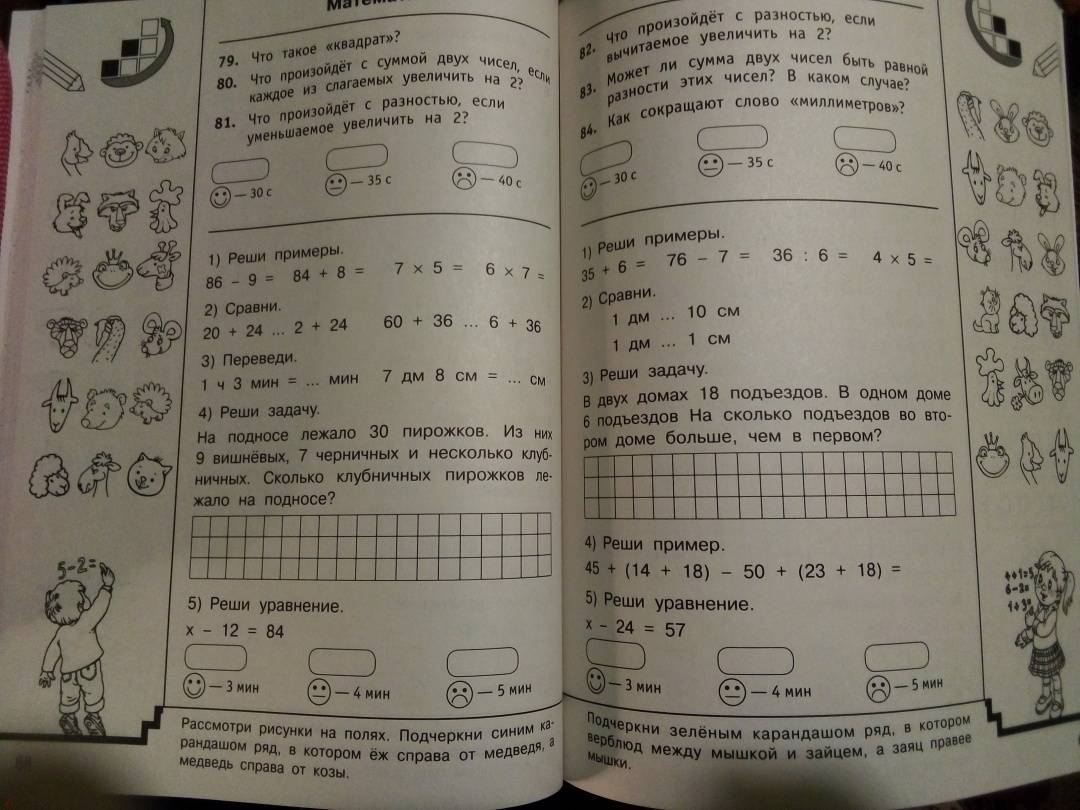 Матема
79. Что такое «квадрат»?
80. Что произойдёт с суммой двух чисел, если
каждое из слагаемых увеличить на 2?
81. Что произойдёт с разностью, если
уменьшаемое увеличить на 2?
— 30 с — 35 с — 40 с
1) Реши примеры.
86 – 9 = 84 + 8 = 7 × 5 = 6 × 7 =
2) Сравни.
20 + 24 ... 2 + 24 60 + 36 ... 6 + 36
3) Переведи.
1 ч 3 мин = ... мин 7 дм 8 см = ... см
4) Реши задачу.
На подносе лежало 30 пирожков. Из них
9 вишнёвых, 7 черничных и несколько клуб-
ничных. Сколько клубничных пирожков ле-
жало на подносе?
5) Реши уравнение.
х – 12 = 84
— 3 мин — 4 мин — 5 мин
5-2=
Рассмотри рисунки на полях. Подчеркни синим ка-
рандашом ряд, в котором ёж справа от медведя, а
медведь справа от козы.
82. Что произойдёт с разностью, если
вычитаемое увеличить на 2?
83. Может ли сумма двух чисел быть равной
разности этих чисел? В каком случае?
84. Как сокращают слово «миллиметров»?
— 30 с — 35 с — 40 с
1) Реши примеры.
35 + 6 = 76 – 7 = 36 : 6 = 4 × 5 =
2) Сравни.
1 дм ... 10 см
1 дм ... 1 см
3) Реши задачу.
В двух домах 18 подъездов. В одном доме
6 подъездов На сколько подъездов во вто-
ром доме больше, чем в первом?
4) Реши пример.
45 + (14 + 18) – 50 + (23 + 18) =
5) Реши уравнение.
х – 24 = 57
— 3 мин — 4 мин — 5 мин
4+1=5
6-2=
1+3=
Подчеркни зелёным карандашом ряд, в котором
верблюд между мышкой и зайцем, а заяц правее
мышки.